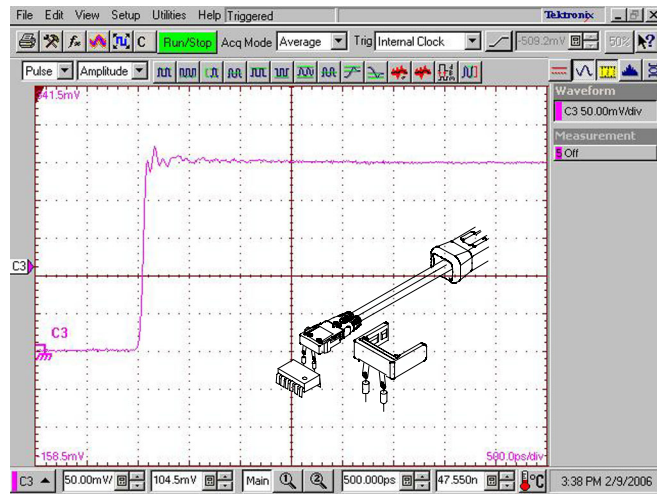 File Edit View Setup Utilities Help Triggered Tektronix
C Run/Stop Acq Mode Average Trig Internal Clock -509.2mV 50%
Pulse Amplitude
41.5mV
Waveform
C3 50.00mV/div
Measurement
5 Off
C3
C3
-158.5mV 500.0ps/div
C3 50.00mV/ 104.5mV Main 500.000ps 47.550n °C 3:38 PM 2/9/2006